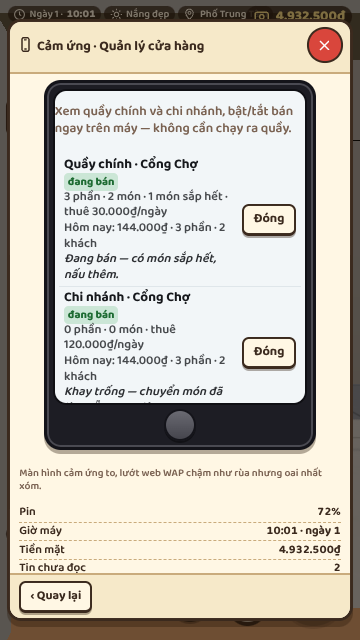 Ngày 1 · 10:01 Nắng đẹp Phố Trung 4.932.500₫
Cảm ứng · Quản lý cửa hàng
Xem quầy chính và chi nhánh, bật/tắt bán
ngay trên máy — không cần chạy ra quầy.
Quầy chính · Cổng Chợ
đang bán
3 phần · 2 món · 1 món sắp hết ·
thuê 30.000₫/ngày
Hôm nay: 144.000₫ · 3 phần · 2
khách
Đang bán — có món sắp hết,
nấu thêm.
Đóng
Chi nhánh · Cổng Chợ
đang bán
0 phần · 0 món · thuê
120.000₫/ngày
Hôm nay: 144.000₫ · 3 phần · 2
khách
Khay trống — chuyển món đã
Đóng
Màn hình cảm ứng to, lướt web WAP chậm như rùa nhưng oai nhất
xóm.
Pin 72%
Giờ máy 10:01 · ngày 1
Tiền mặt 4.932.500₫
Tin chưa đọc 2
‹ Quay lại